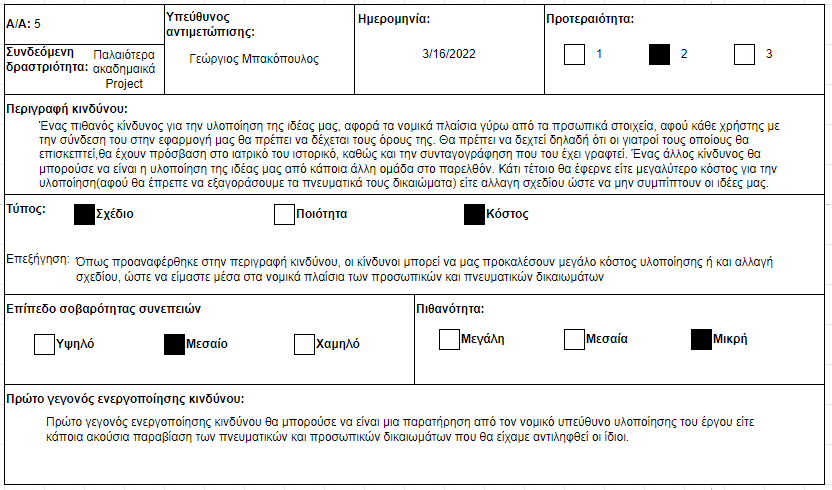 Α/Α: 5
Υπεύθυνος
αντιμετώπισης:
Γεώργιος Μπακόπουλος
Ημερομηνία:
3/16/2022
Προτεραιότητα:
1 2 3
Συνδεόμενη
δραστριότητα:
Παλαιότερα
ακαδημαικά
Project
Περιγραφή κινδύνου:
Ένας πιθανός κίνδυνος για την υλοποίηση της ιδέας μας, αφορά τα νομικά πλαίσια γύρω από τα πρσωπικά στοιχεία, αφού κάθε χρήστης με
την σύνδεση του στην εφαρμογή μας θα πρέπει να δέχεται τους όρους της. Θα πρέπει να δεχτεί δηλαδή ότι οι γιατροί τους οποίους θα
επισκεπτεί,θα έχουν πρόσβαση στο ιατρικό του ιστορικό, καθώς και την συνταγογράφηση που του έχει γραφτεί. Ένας άλλος κίνδυνος θα
μπορούσε να είναι η υλοποίηση της ιδέας μας από κάποια άλλη ομάδα στο παρελθόν. Κάτι τέτοιο θα έφερνε είτε μεγαλύτερο κόστος για την
υλοποίηση(αφού θα έπρεπε να εξαγοράσουμε τα πνευματικά τους δικαιώματα) είτε αλλαγη σχεδίου ώστε να μην συμπίπτουν οι ιδέες μας.
Τύπος:
Σχέδιο Ποιότητα Κόστος
Επεξήγηση: Όπως προαναφέρθηκε στην περιγραφή κινδύνου, οι κίνδυνοι μπορεί να μας προκαλέσουν μεγάλο κόστος υλοποίησης ή και αλλαγή
σχεδίου, ώστε να είμαστε μέσα στα νομικά πλαίσια των προσωπικών και πνευματικών δικαιωμάτων
Επίπεδο σοβαρότητας συνεπειών
Υψηλό Μεσαίο Χαμηλό
Πιθανότητα:
Μεγάλη Μεσαία Μικρή
Πρώτο γεγονός ενεργοποίησης κινδύνου:
Πρώτο γεγονός ενεργοποίησης κινδύνου θα μπορούσε να είναι μια παρατήρηση από τον νομικό υπεύθυνο υλοποίησης του έργου είτε
κάποια ακούσια παραβίαση των πνευματικών και προσωπικών δικαιωμάτων που θα είχαμε αντιληφθεί οι ίδιοι.